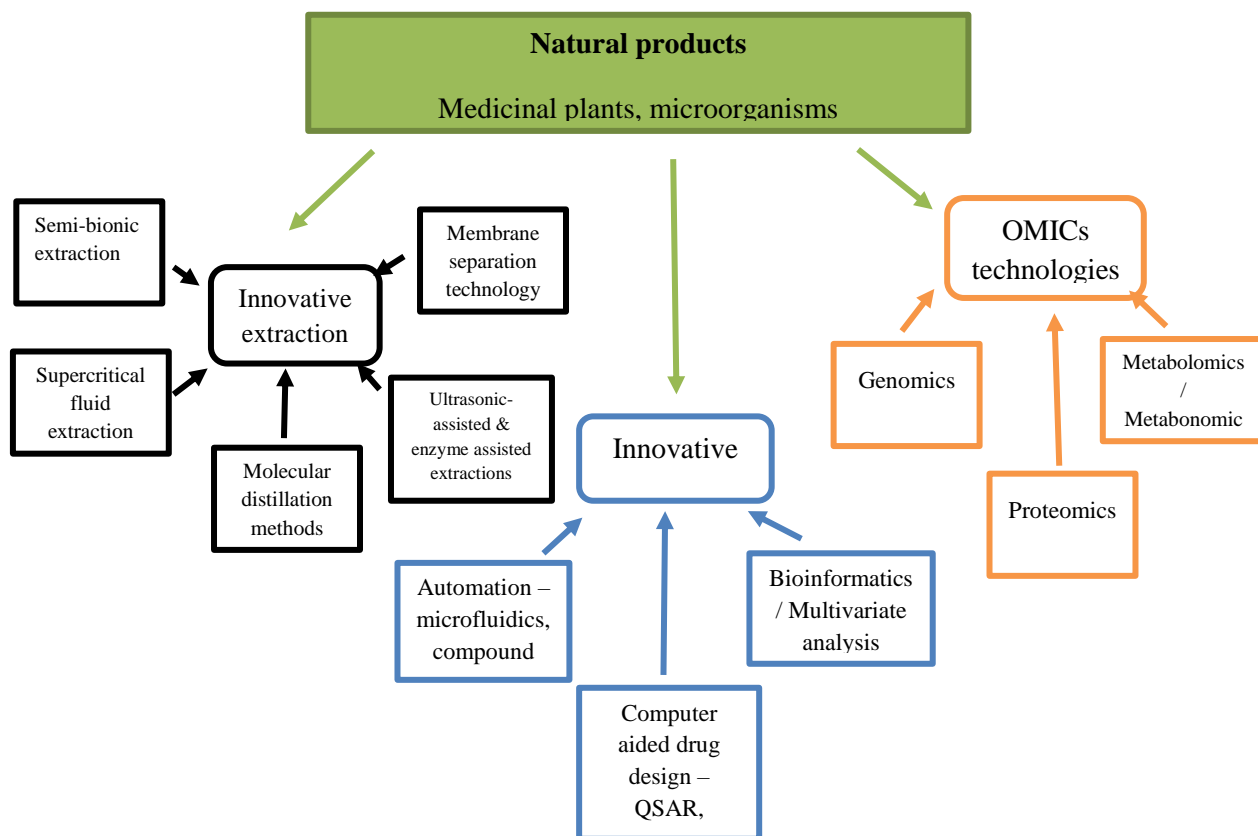 Natural products
Medicinal plants, microorganisms
Semi-bionic
extraction
Membrane
separation
technology
OMICs
technologies
Innovative
extraction
Supercritical
fluid
extraction
Ultrasonic-
assisted &
enzyme assisted
extractions
Molecular
distillation
methods
Innovative
Genomics
Metabolomics
/
Metabonomic
Proteomics
Automation –
microfluidics,
compound
Bioinformatics
/ Multivariate
analysis
Computer
aided drug
design –
QSAR,